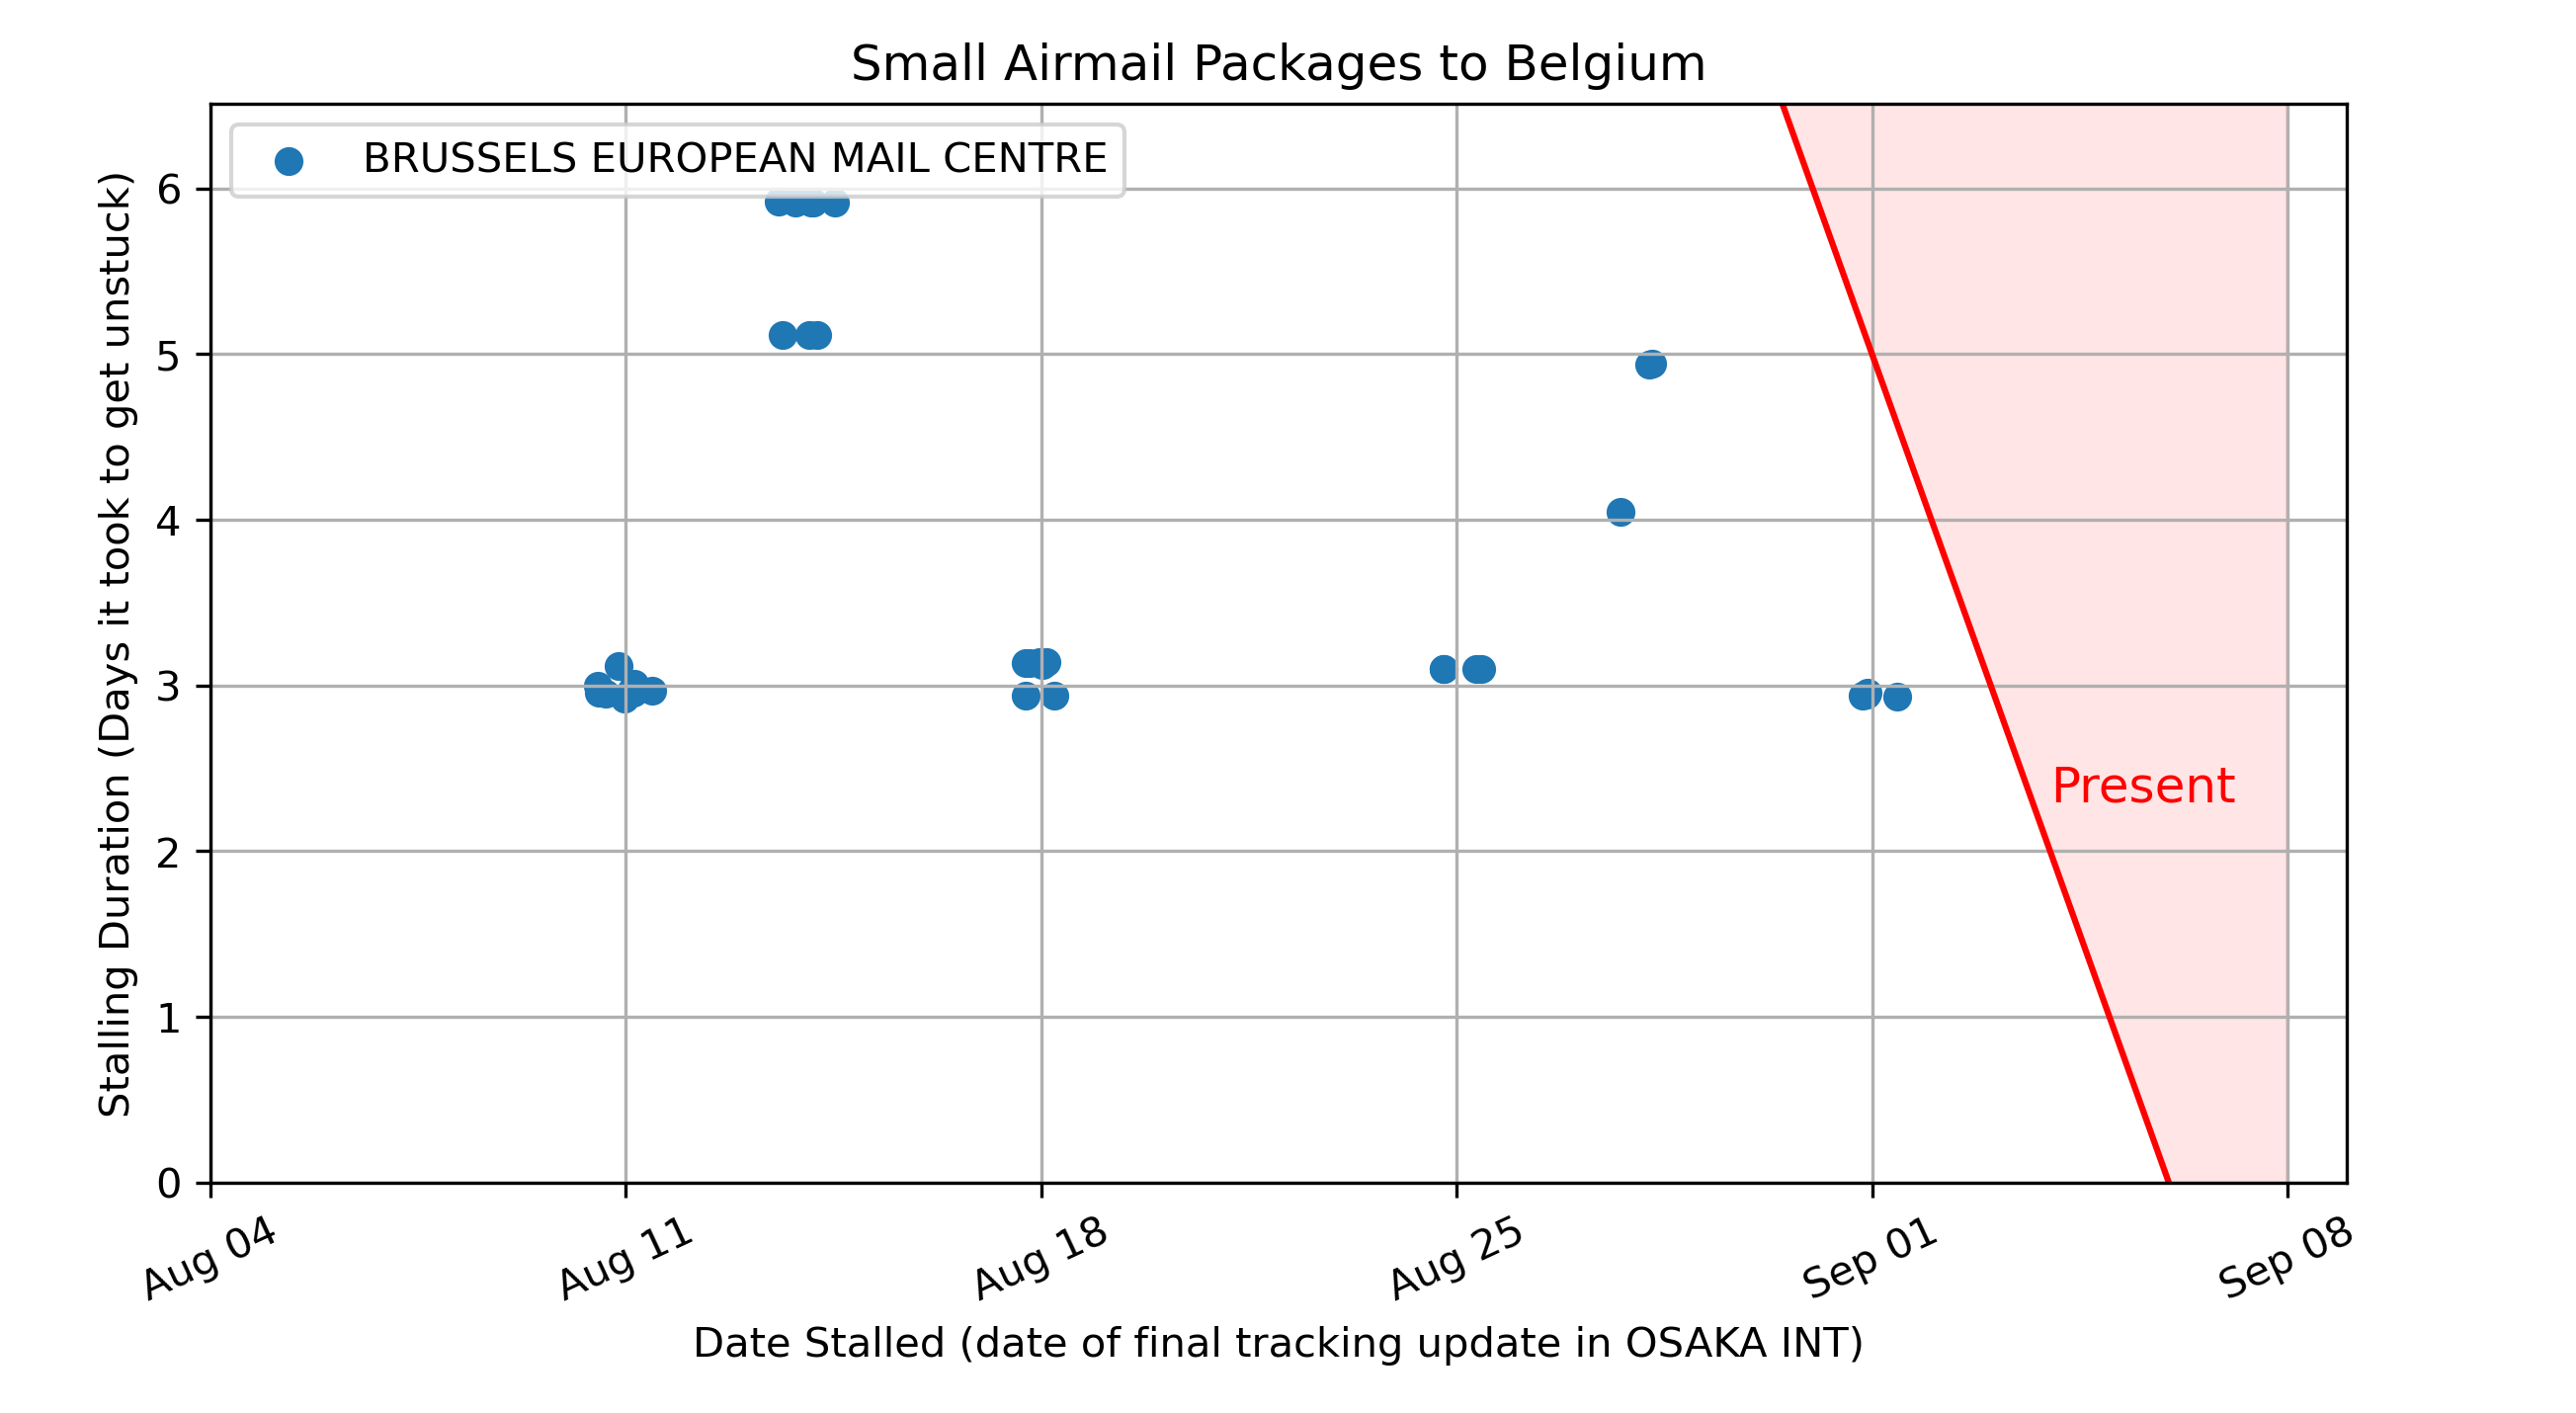 Small Airmail Packages to Belgium
BRUSSELS EUROPEAN MAIL CENTRE
Stalling Duration (Days it took to get unstuck)
6
5
4
3
2
1
0
Present
Aug 04
Aug 11
Aug 18
Aug 25
Sep 01
Sep 08
Date Stalled (date of final tracking update in OSAKA INT)